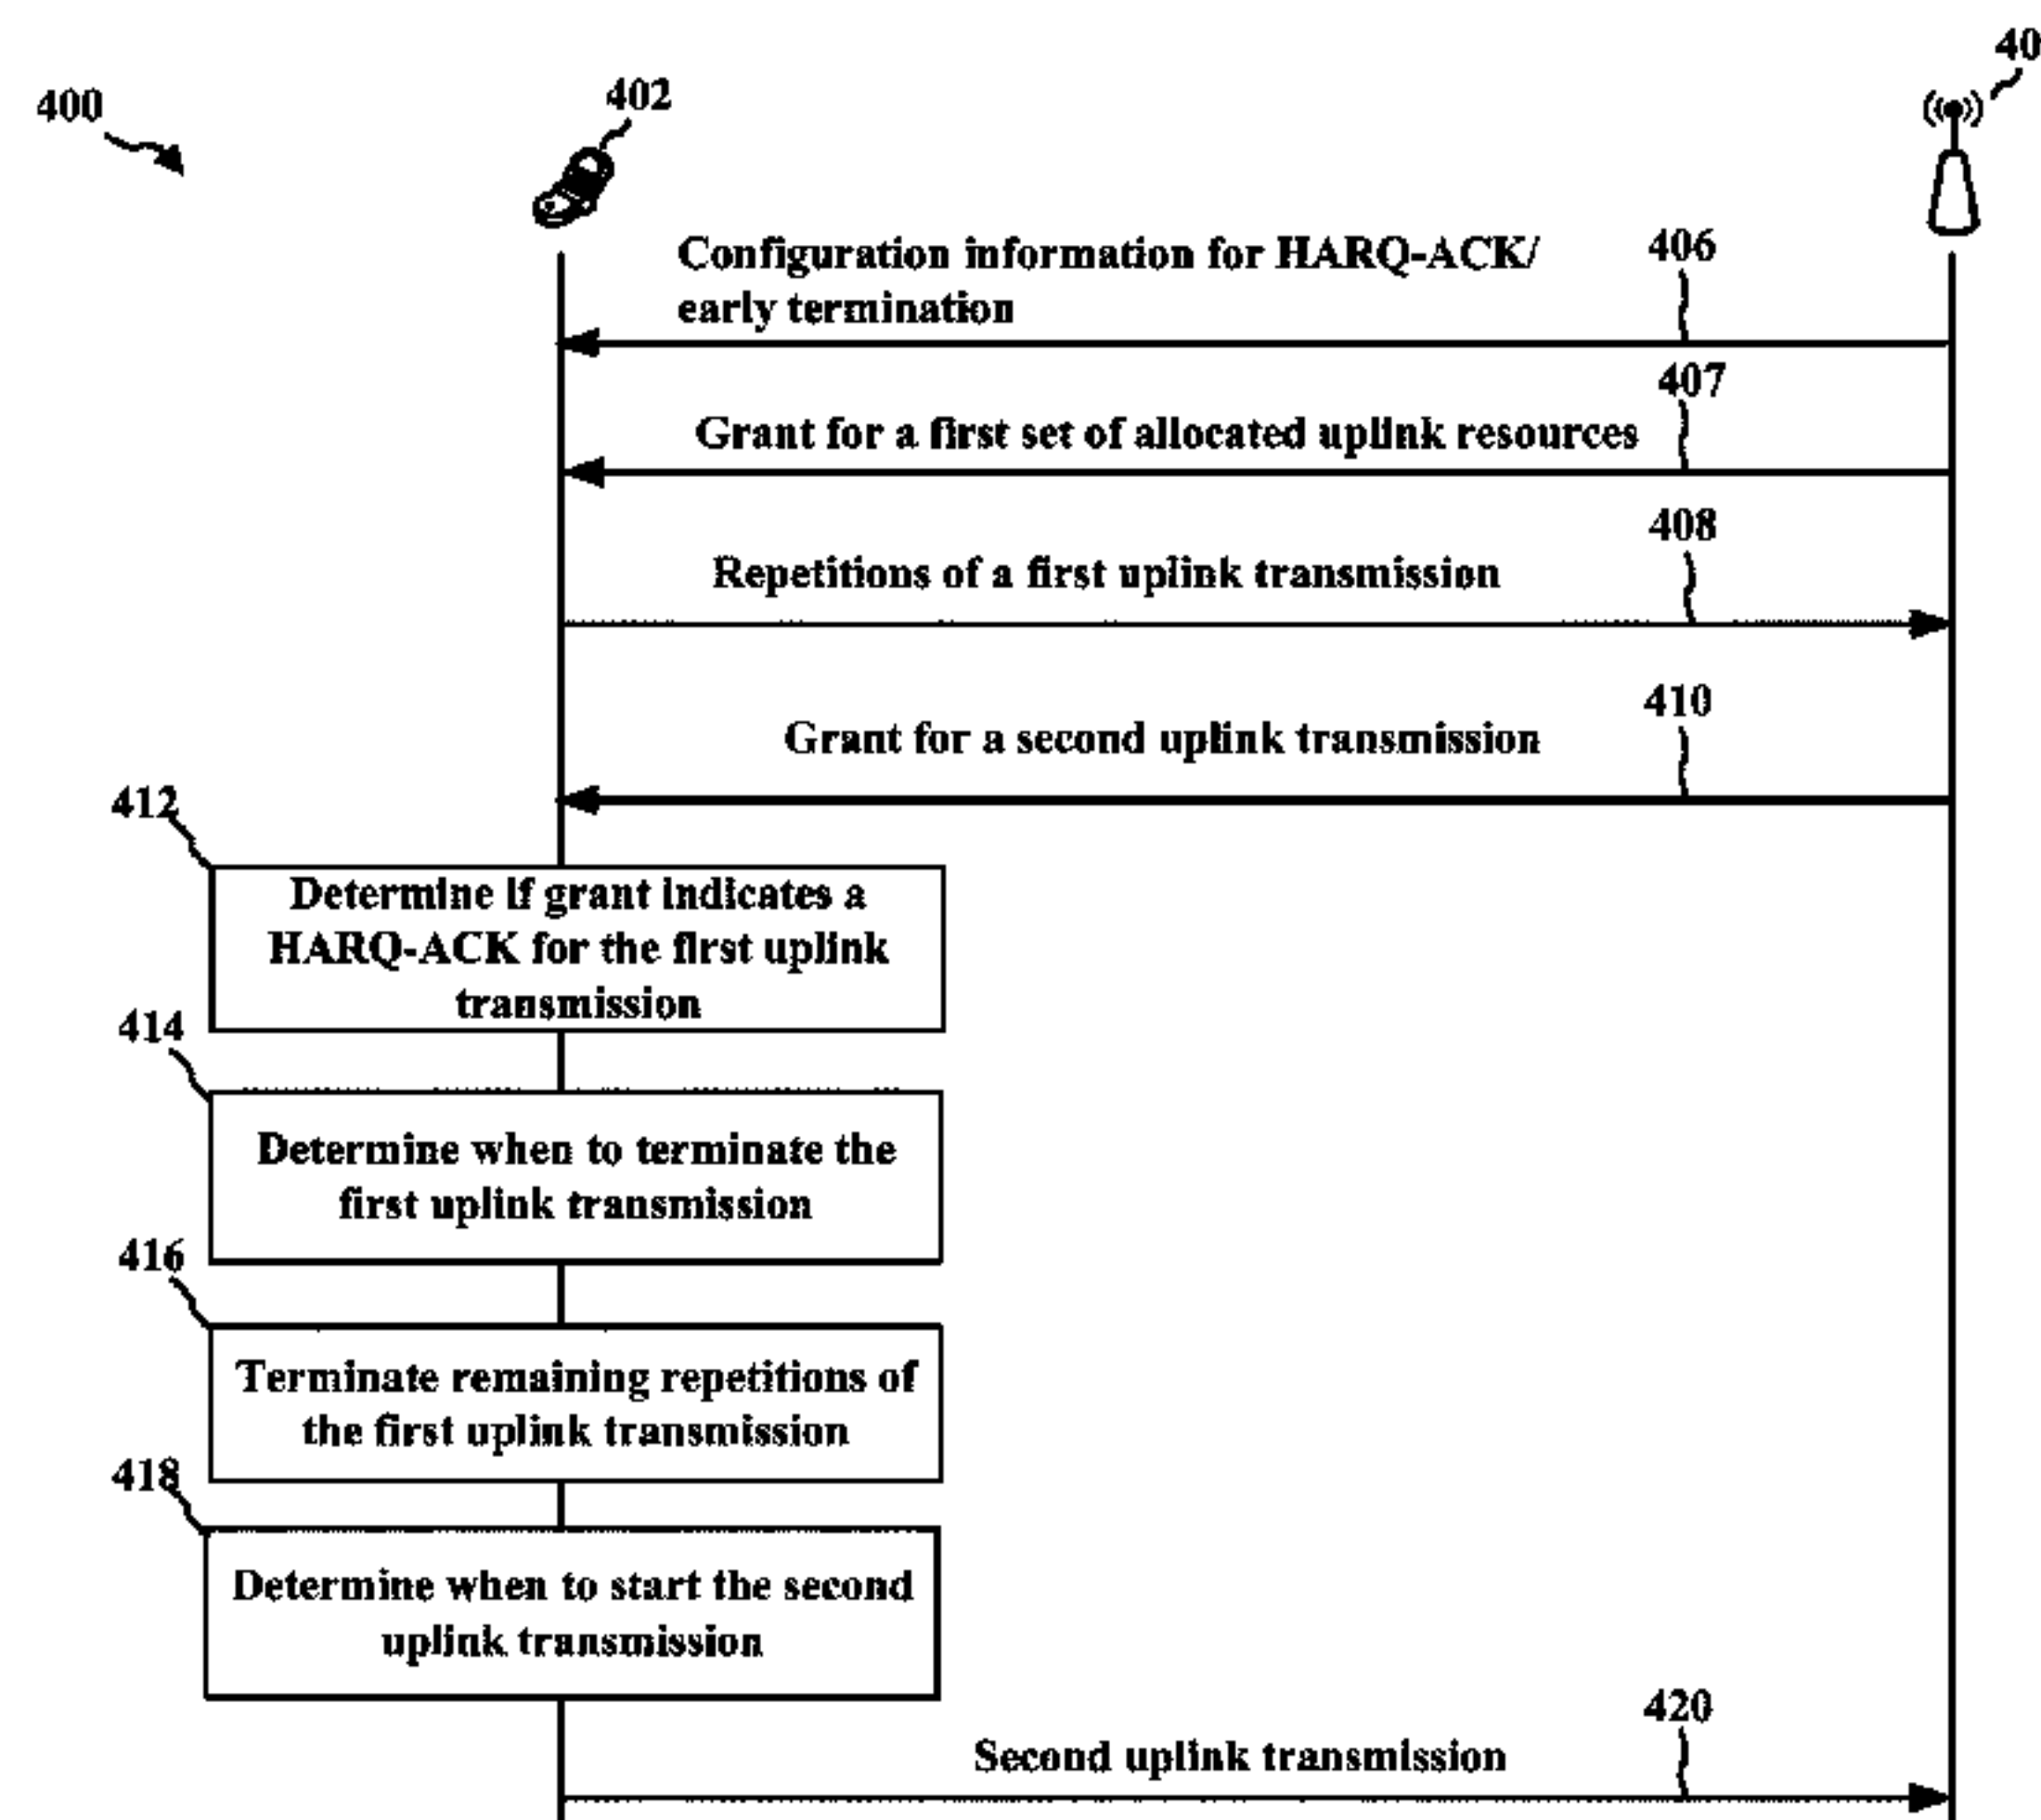 400
402
40
Configuration information for HARQ-ACK/
early termination
406
407
Grant for a first set of allocated uplink resources
408
Repetitions of a first uplink transmission
410
Grant for a second uplink transmission
412
Determine if grant indicates a
HARQ-ACK for the first uplink
transmission
414
Determine when to terminate the
first uplink transmission
416
Terminate remaining repetitions of
the first uplink transmission
418
Determine when to start the second
uplink transmission
420
Second uplink transmission